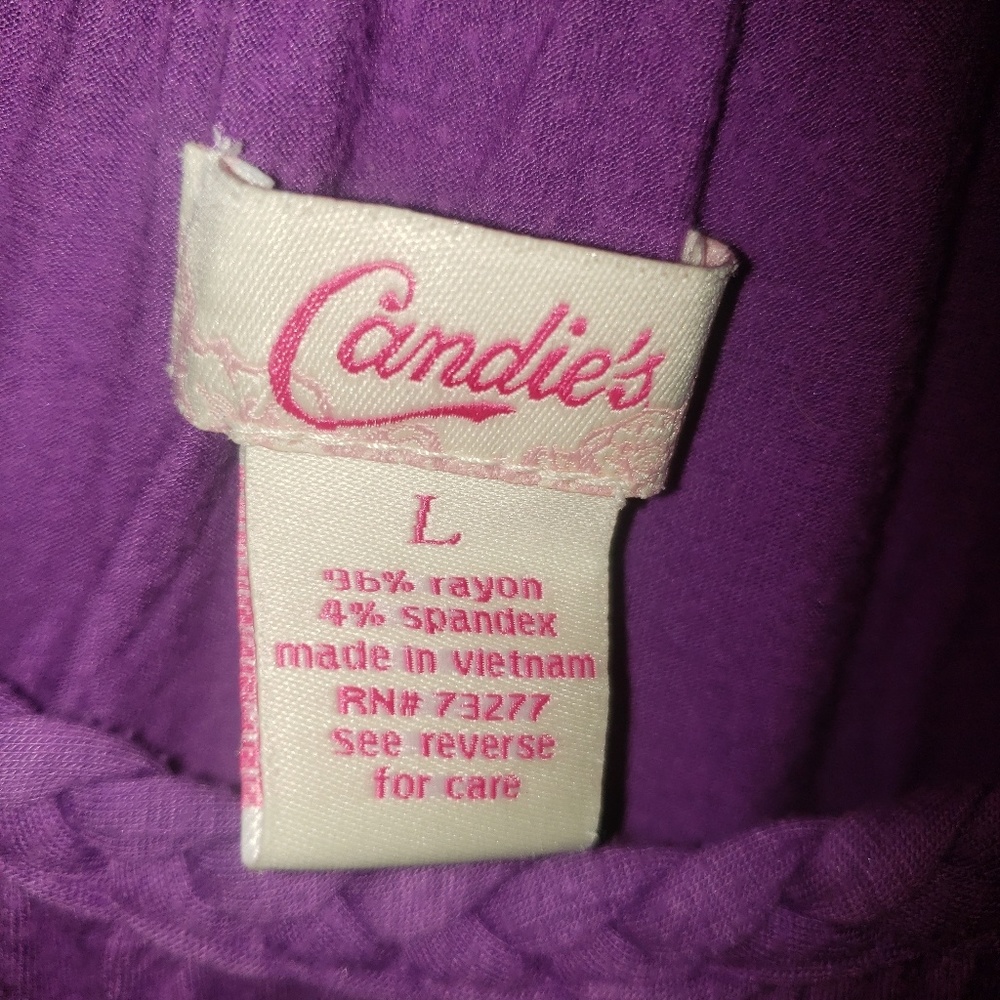 Candie's
L
96% rayon
4% spandex
made in vietnam
RN# 73277
see reverse
for care